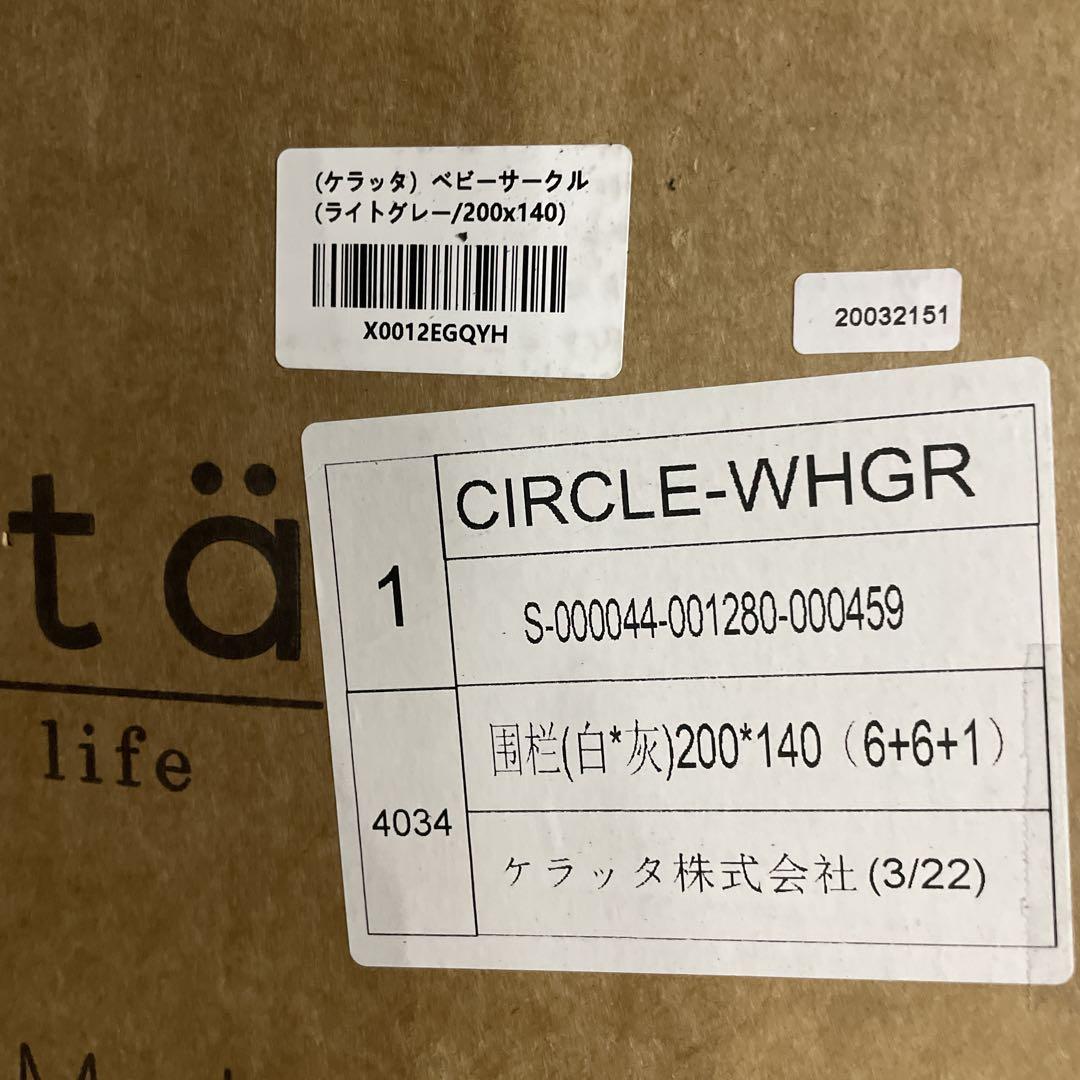 (ケラッタ) ベビーサークル
(ライトグレー/200x140)
X0012EGQYH
20032151
tä
life
1
CIRCLE-WHGR
S-000044-001280-000459
围栏(白*灰)200*140（6+6+1）
4034
ケラッタ株式会社(3/22)